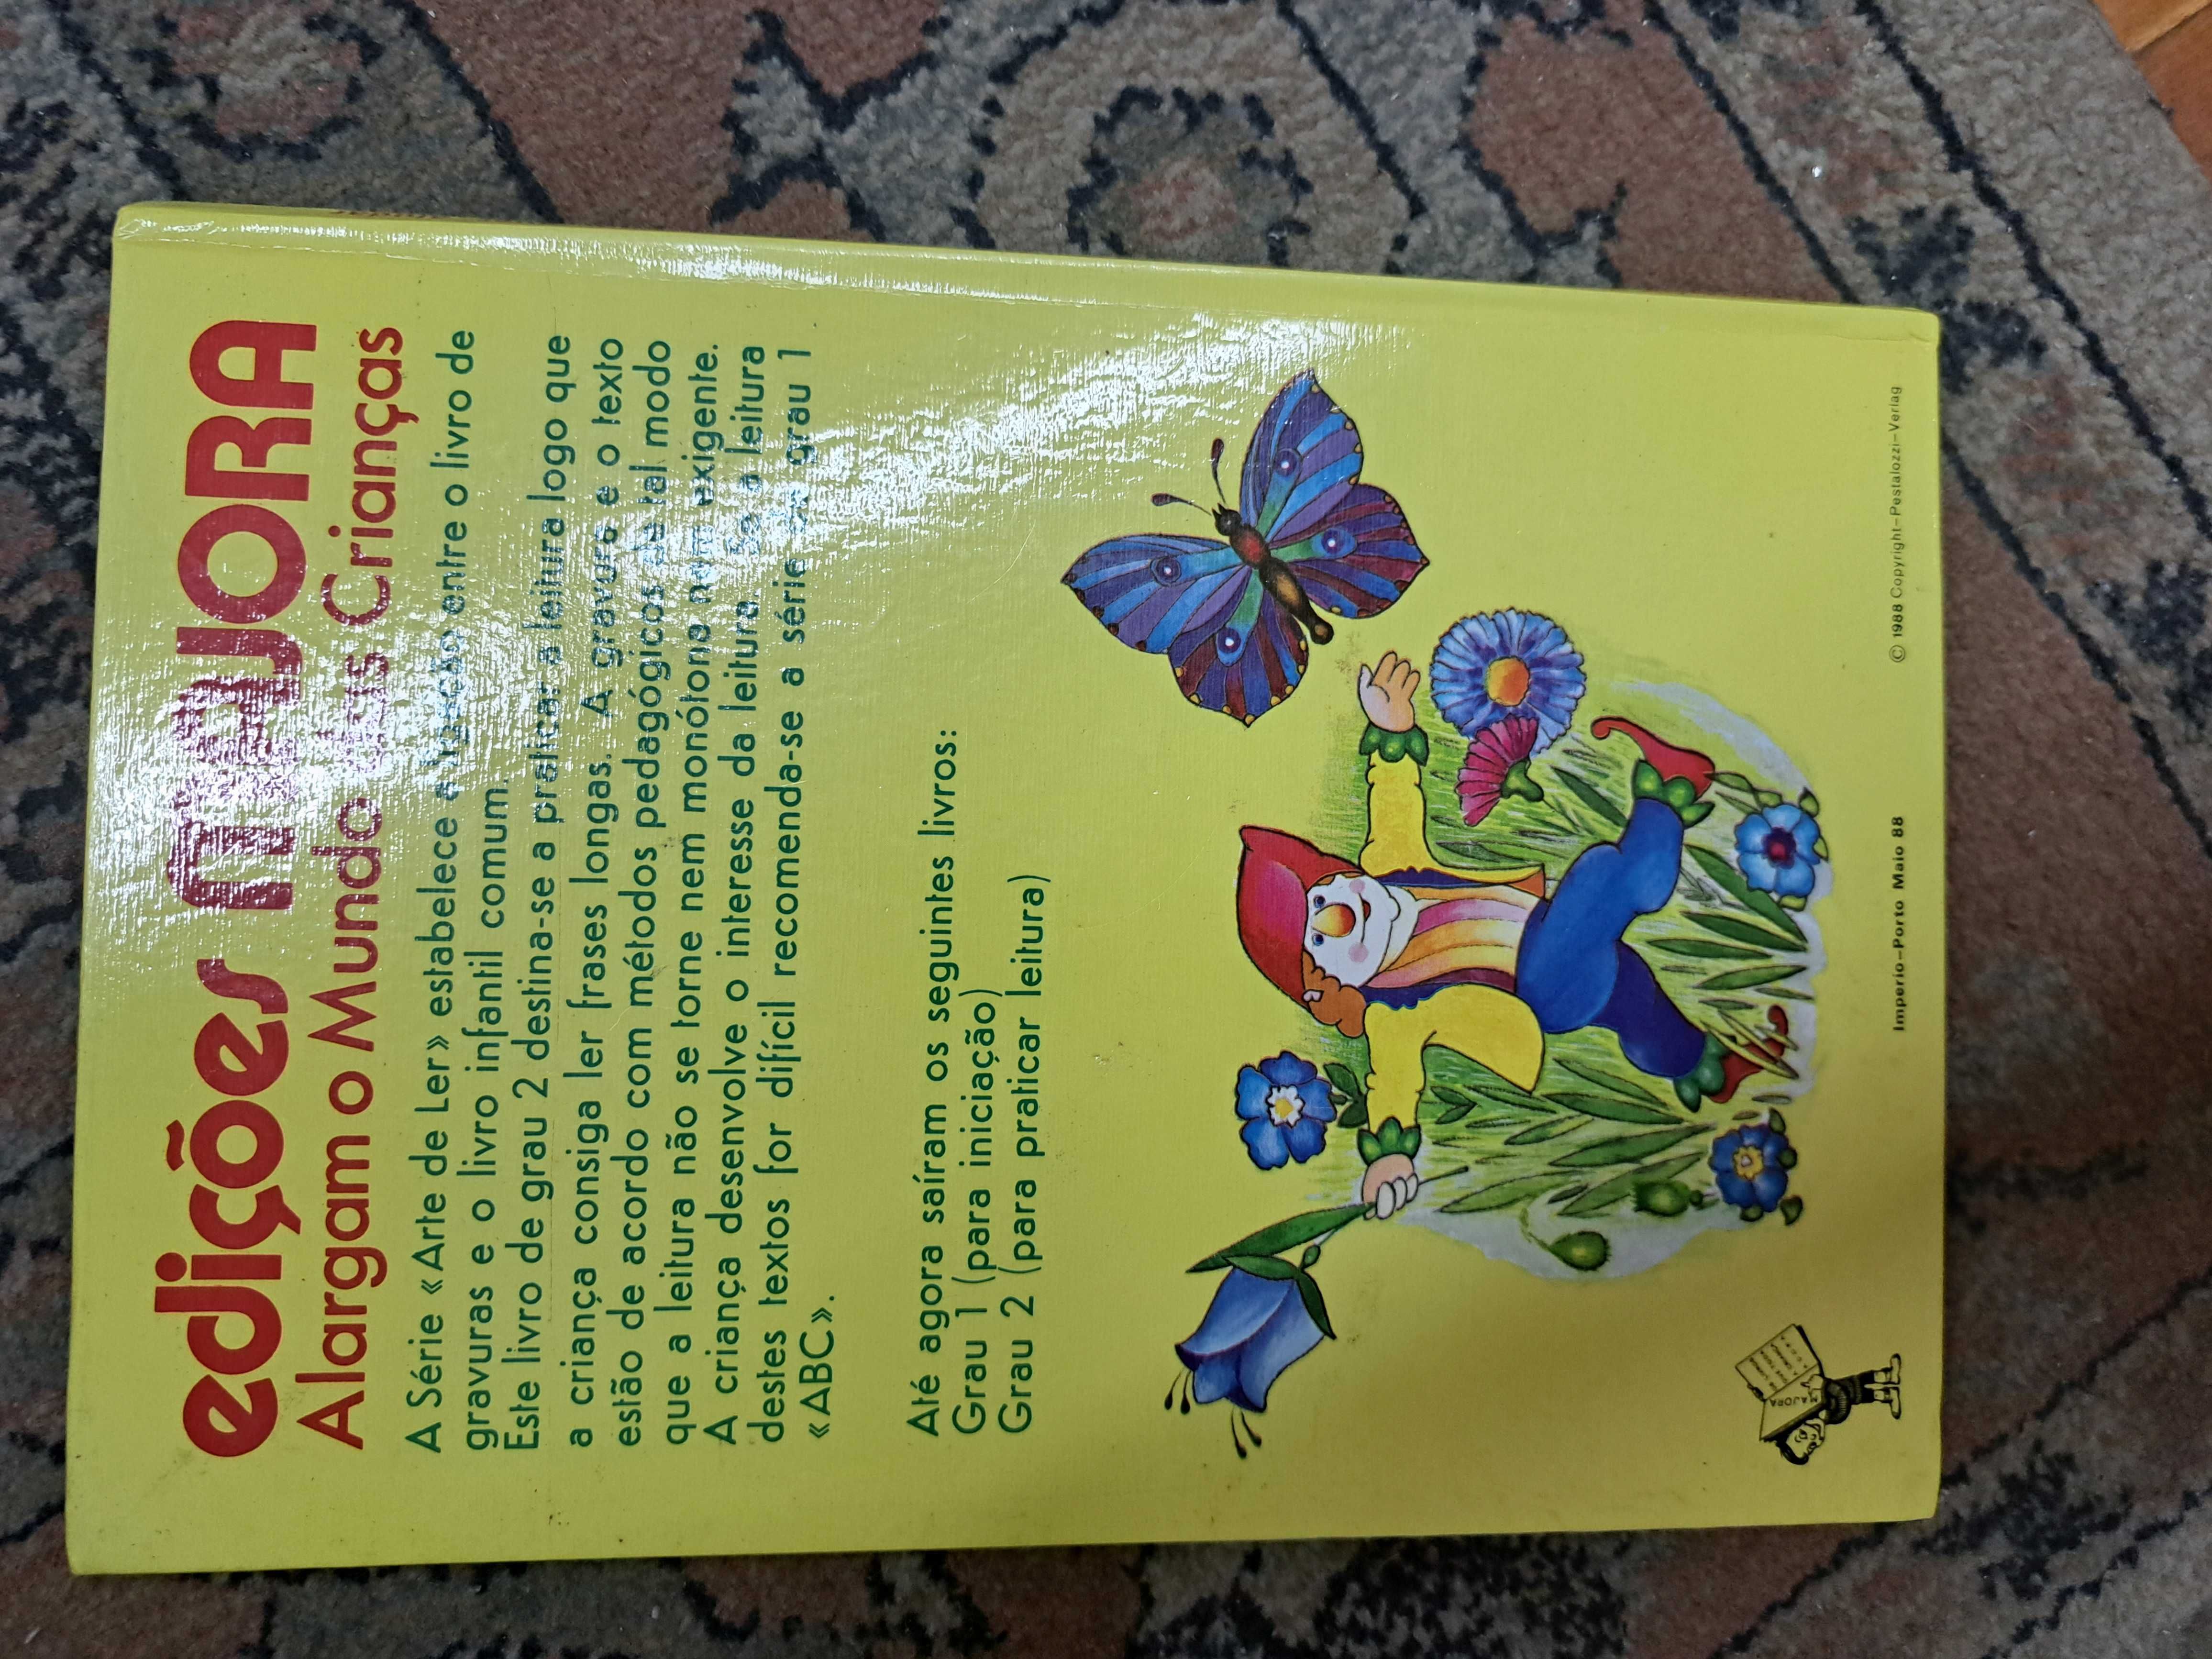 edições MAJORA
Alargam o Mundo das Crianças
A Série «Arte de Ler» estabelece a ligação entre o livro de
gravuras e o livro infantil comum.
Este livro de grau 2 destina-se a praticar a leitura logo que
a criança consiga ler frases longas. A gravura e o texto
estão de acordo com métodos pedagógicos de tal modo
que a leitura não se torne nem monótona nem exigente.
A criança desenvolve o interesse da leitura. Se a leitura
destes textos for difícil recomenda-se a série de grau 1
«ABC».
Até agora saíram os seguintes livros:
Grau 1 (para iniciação)
Grau 2 (para praticar leitura)
MAJORA
Imperio-Porto Maio 88
© 1988 Copyright-Pestalozzi-Verlag